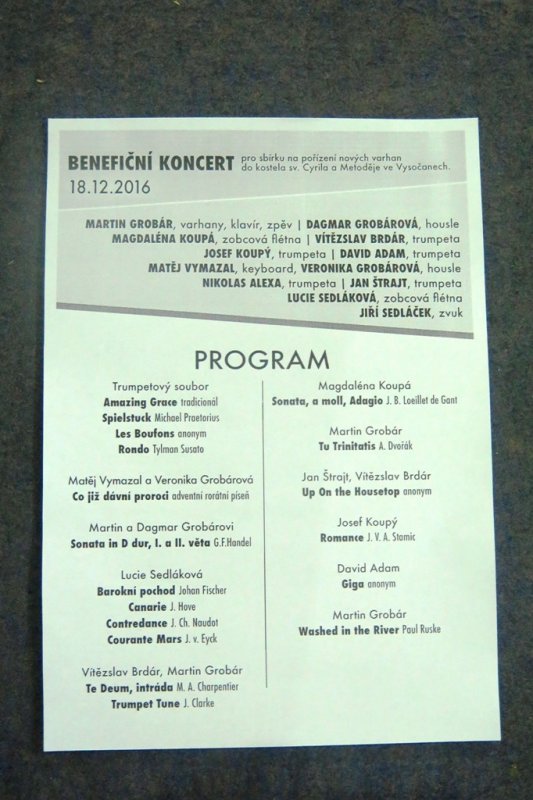 BENEFIČNÍ KONCERT pro sbírku na pořízení nových varhan
do kostela sv. Cyrila a Metoděje ve Vysočanech.
18.12.2016
MARTIN GROBÁR, varhany, klavír, zpěv | DAGMAR GROBÁROVÁ, housle
MAGDALÉNA KOUPÁ, zobcová flétna | VÍTĚZSLAV BRDÁR, trumpeta
JOSEF KOUPÝ, trumpeta | DAVID ADAM, trumpeta
MATĚJ VYMAZAL, keyboard, VERONIKA GROBÁROVÁ, housle
NIKOLAS ALEXA, trumpeta | JAN ŠTRAJT, trumpeta
LUCIE SEDLÁKOVÁ, zobcová flétna
JIŘÍ SEDLÁČEK, zvuk
PROGRAM
Trumpetový soubor
Amazing Grace tradicionál
Spielstuck Michael Praetorius
Les Boufons anonym
Rondo Tylman Susato
Matěj Vymazal a Veronika Grobárová
Co již dávní proroci adventní rorátní píseň
Martin a Dagmar Grobárovi
Sonata in D dur, I. a II. věta G.F.Handel
Lucie Sedláková
Barokní pochod Johan Fischer
Canarie J. Hove
Contredance J. Ch. Naudot
Courante Mars J. v. Eyck
Vítězslav Brdár, Martin Grobár
Te Deum, intráda M. A. Charpentier
Trumpet Tune J. Clarke
Magdaléna Koupá
Sonata, a moll, Adagio J. B. Loeillet de Gant
Martin Grobár
Tu Trinitatis A. Dvořák
Jan Štrajt, Vítězslav Brdár
Up On the Housetop anonym
Josef Koupý
Romance J. V. A. Stamic
David Adam
Giga anonym
Martin Grobár
Washed in the River Paul Ruske